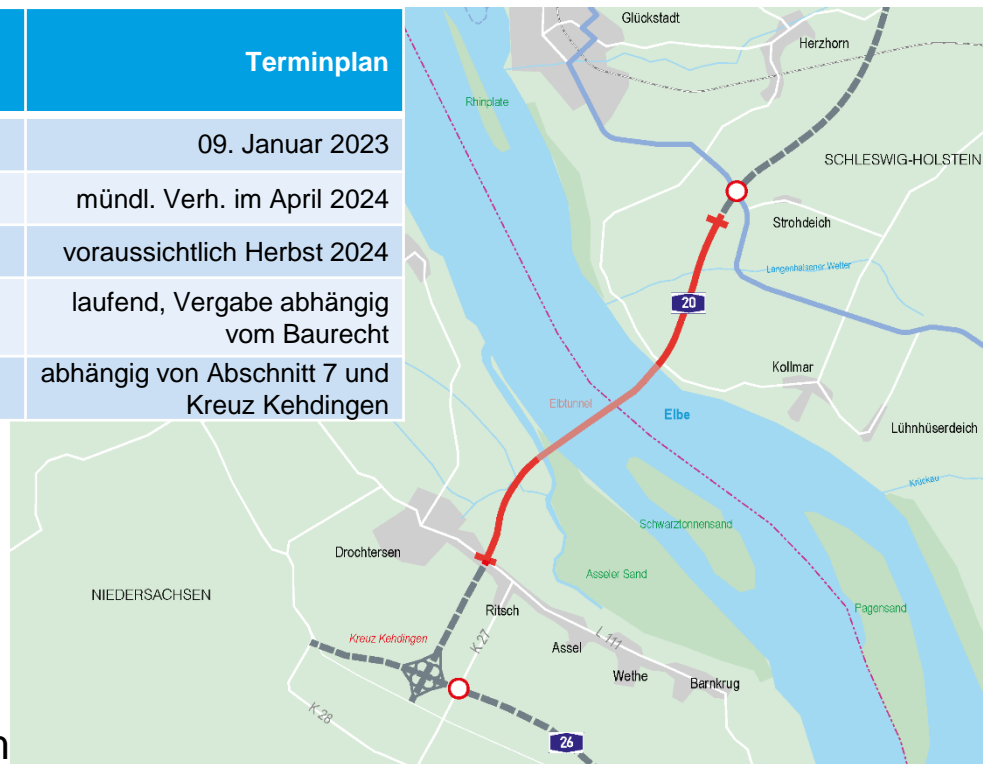 Terminplan
09. Januar 2023
mündl. Verh. im April 2024
voraussichtlich Herbst 2024
laufend, Vergabe abhängig
vom Baurecht
abhängig von Abschnitt 7 und
Kreuz Kehdingen
Glückstadt
Herzhorn
Rhinplate
SCHLESWIG-HOLSTEIN
Strohdeich
Langenhalsener Wetter
20
Kollmar
Elbtunnel
Elbe
Lühnhüserdeich
Krückau
Schwarztonnensand
Drochtersen
Asseler Sand
NIEDERSACHSEN
Pagensand
Ritsch
Kreuz Kehdingen
K 27
Assel
L 111
Wethe
Barnkrug
K 28
26
n